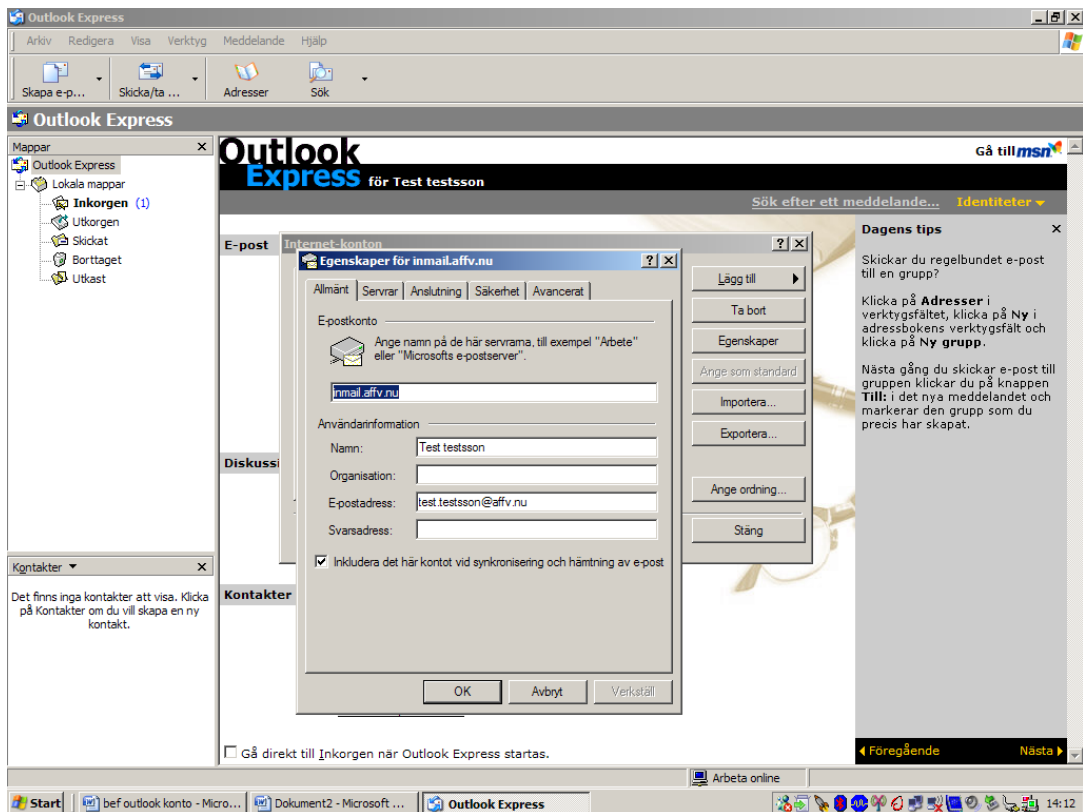 Outlook Express
Arkiv Redigera Visa Verktyg Meddelande Hjälp
Skapa e-p... Skicka/ta ... Adresser Sök
Outlook Express
Mappar
Outlook Express
Lokala mappar
Inkorgen (1)
Utkorgen
Skickat
Borttaget
Utkast
Kontakter
Det finns inga kontakter att visa. Klicka
på Kontakter om du vill skapa en ny
kontakt.
Outlook
Express för Test testsson
Gå till msn
Sök efter ett meddelande... Identiteter
E-post
Diskussi
Kontakter
Internet-konton
Lägg till
Ta bort
Egenskaper
Ange som standard
Importera...
Exportera...
Ange ordning...
Stäng
Egenskaper för inmail.affv.nu
Allmänt Servrar Anslutning Säkerhet Avancerat
E-postkonto
Ange namn på de här servrarna, till exempel "Arbete"
eller "Microsofts e-postserver".
inmail.affv.nu
Användarinformation
Namn: Test testsson
Organisation:
E-postadress: test.testsson@affv.nu
Svarsadress:
Inkludera det här kontot vid synkronisering och hämtning av e-post
OK Avbryt Verkställ
Dagens tips
Skickar du regelbundet e-post
till en grupp?
Klicka på Adresser i
verktygsfältet, klicka på Ny i
adressbokens verktygsfält och
klicka på Ny grupp.
Nästa gång du skickar e-post till
gruppen klickar du på knappen
Till: i det nya meddelandet och
markerar den grupp som du
precis har skapat.
Föregående Nästa
Gå direkt till Inkorgen när Outlook Express startas.
Arbeta online
Start bef outlook konto - Micro... Dokument2 - Microsoft ... Outlook Express 14:12